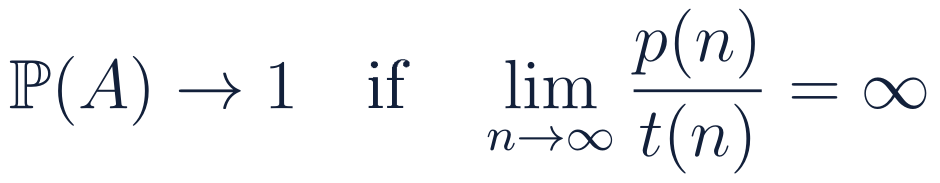 ℙ(A) → 1 if lim_{n→∞} p(n)/t(n) = ∞